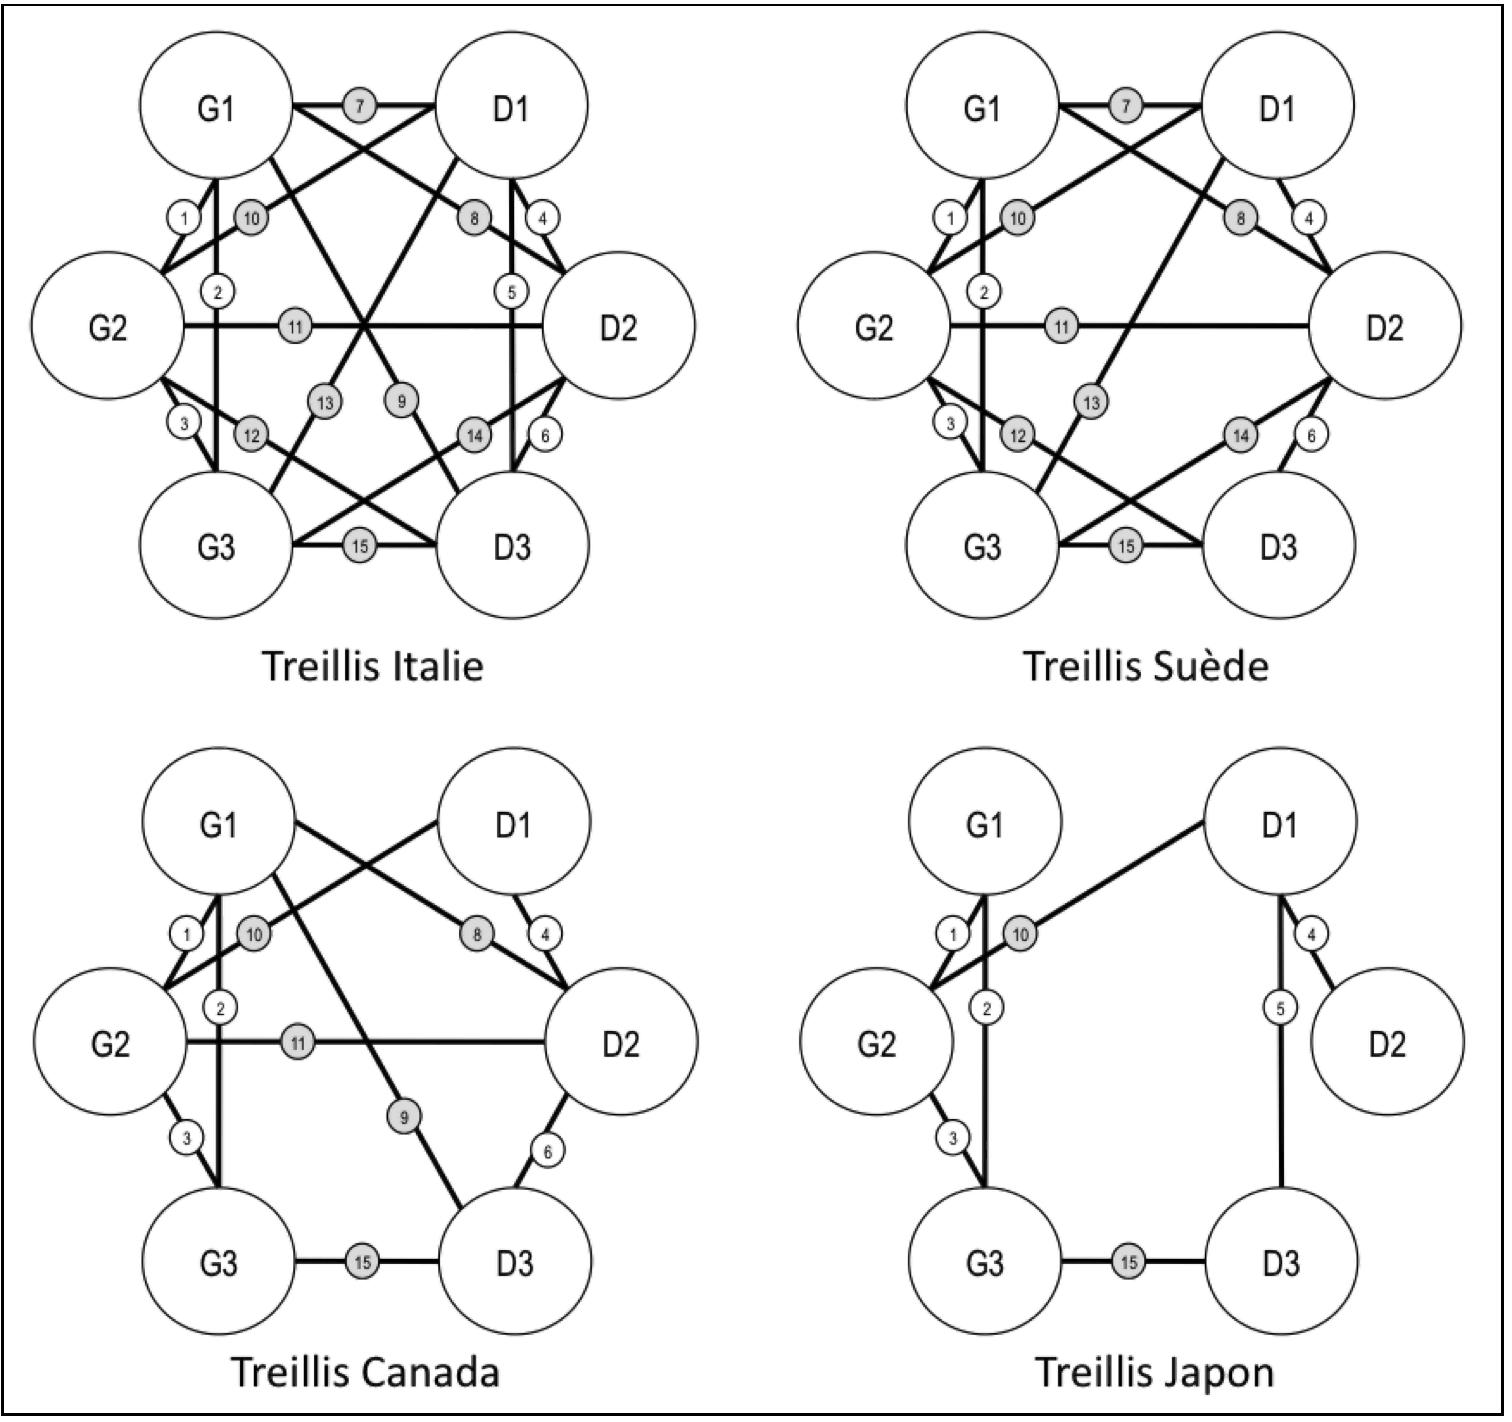 G1 7 D1
1 10 8 4
2 5
G2 11 D2
13 9
3 12 14 6
G3 15 D3
Treillis Italie
G1 7 D1
1 10 8 4
2
G2 11 D2
13
3 12 14 6
G3 15 D3
Treillis Suède
G1 D1
1 10 8 4
2
G2 11 D2
9
3 6
G3 15 D3
Treillis Canada
G1 D1
1 10 4
2 5
G2 D2
3
G3 15 D3
Treillis Japon